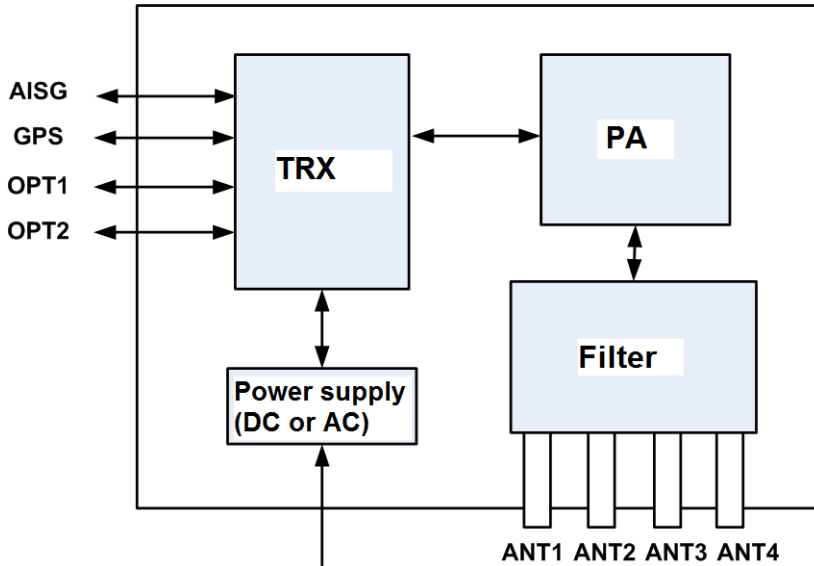 AISG
GPS
OPT1
OPT2
TRX
PA
Filter
Power supply
(DC or AC)
ANT1 ANT2 ANT3 ANT4